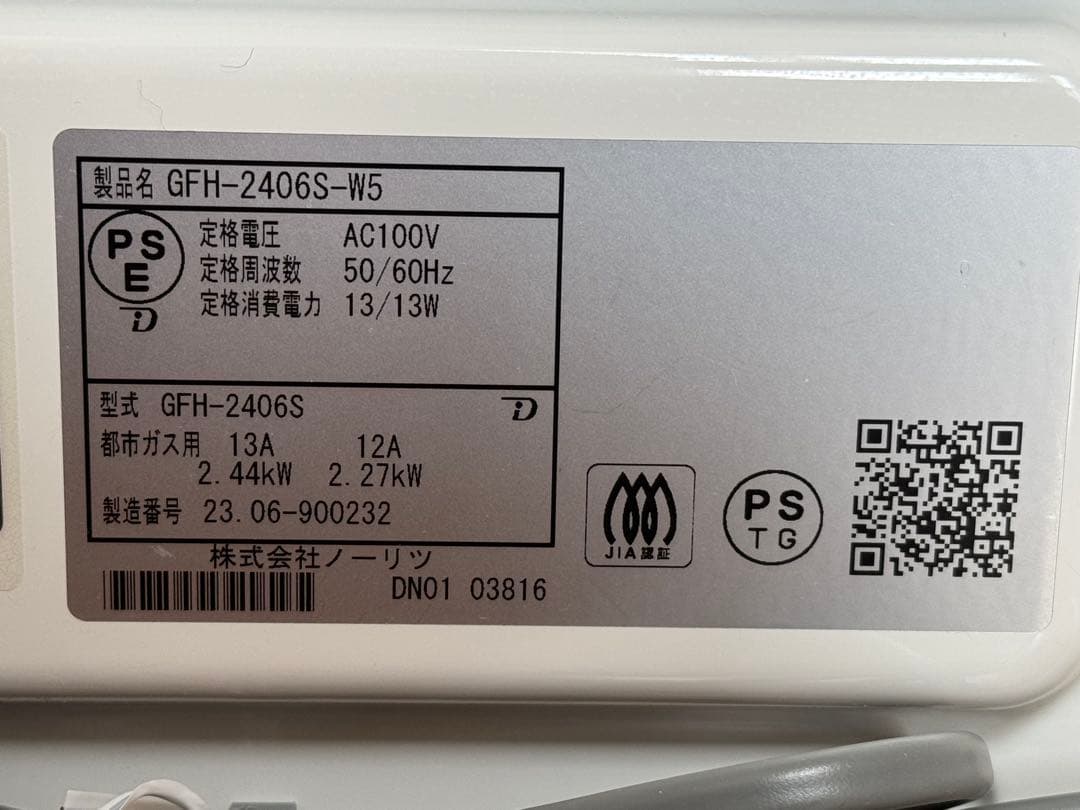 製品名 GFH-2406S-W5
PS
E
定格電圧 AC100V
定格周波数 50/60Hz
定格消費電力 13/13W
型式 GFH-2406S
都市ガス用 13A 12A
2.44kW 2.27kW
製造番号 23.06-900232
株式会社ノーリツ
DN01 03816
JIA認証
PS
TG